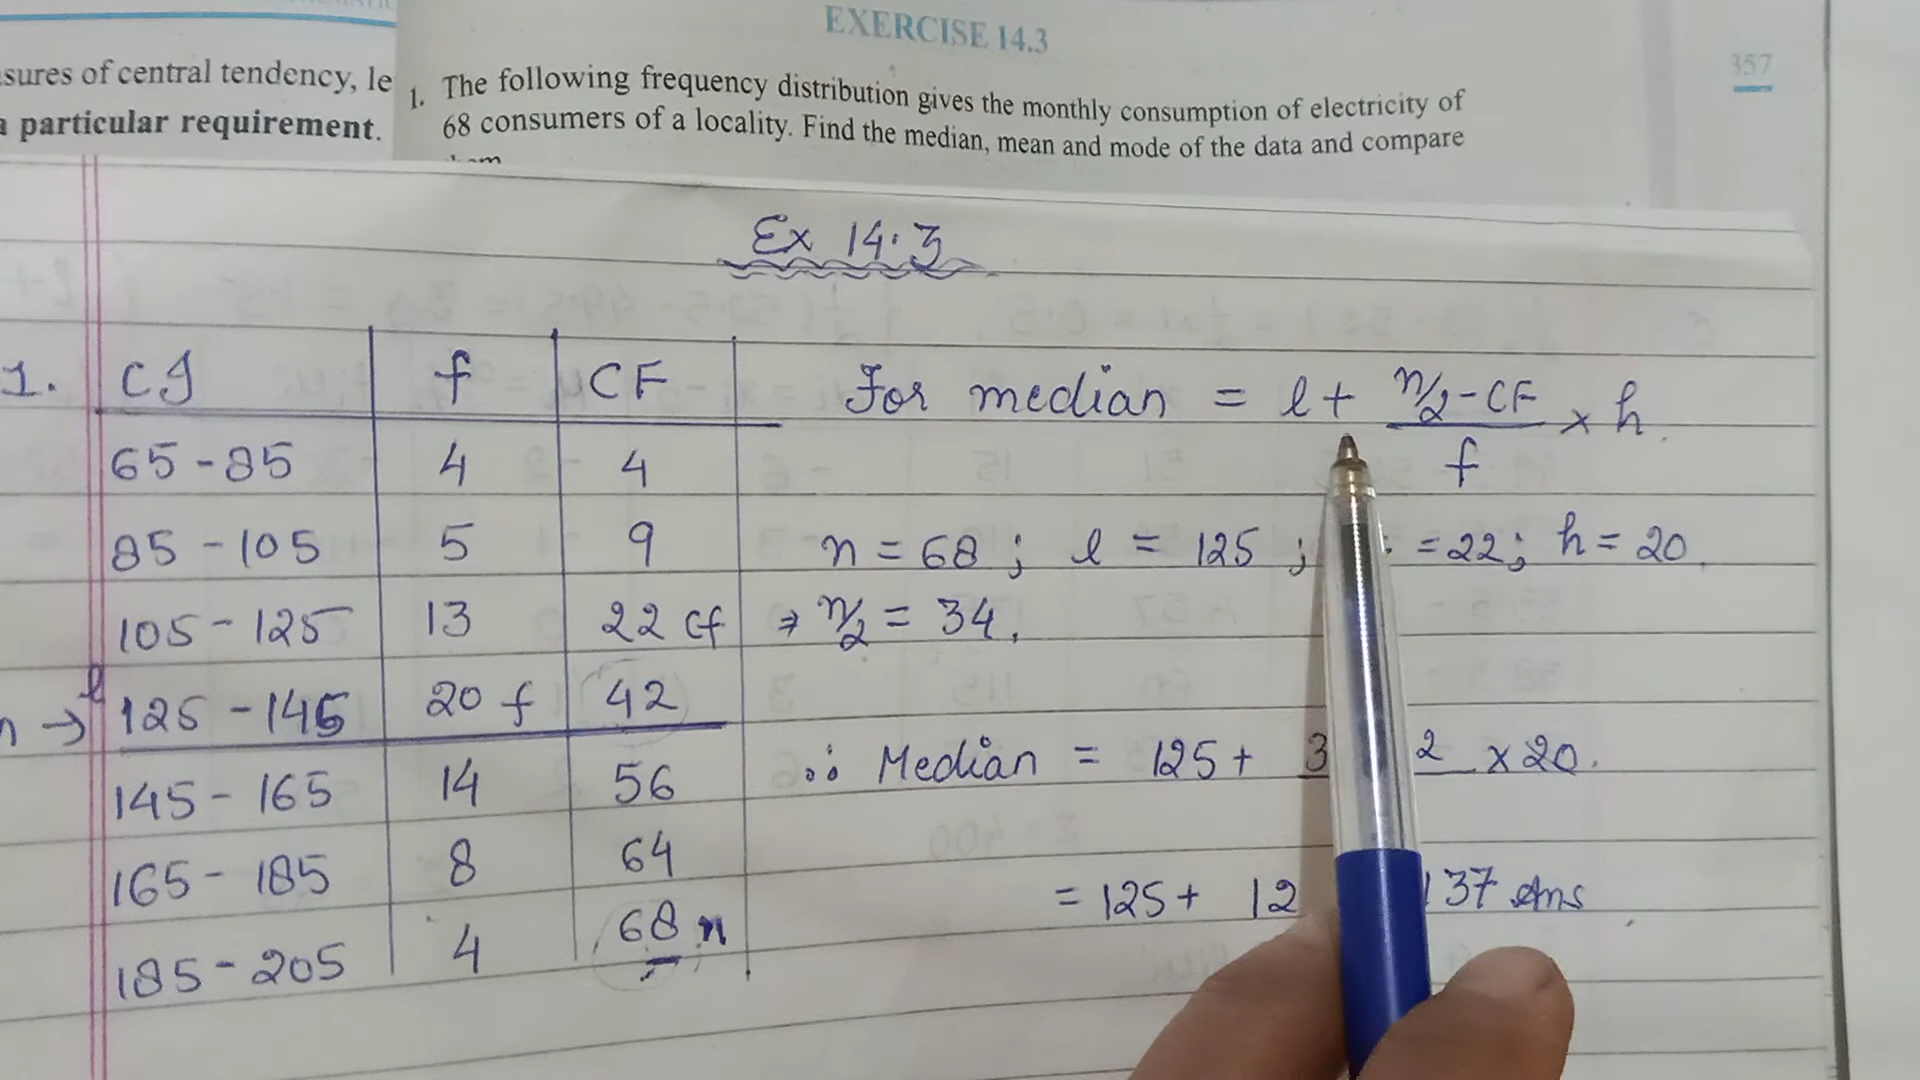 EXERCISE 14.3
357
sures of central tendency, le
particular requirement.
1. The following frequency distribution gives the monthly consumption of electricity of
68 consumers of a locality. Find the median, mean and mode of the data and compare
Ex 14.3
1. CI f CF For median = l + n/2 - CF / f × h.
65 - 85 4 4
85 - 105 5 9 n = 68 ; l = 125 ; = 22 ; h = 20
105 - 125 13 22 cf ⇒ n/2 = 34.
→ l 125 - 145 20 f 42
∴ Median = 125 + 3 2 × 20.
145 - 165 14 56
165 - 185 8 64
= 125 + 12 137 Ans
185 - 205 4 68 n